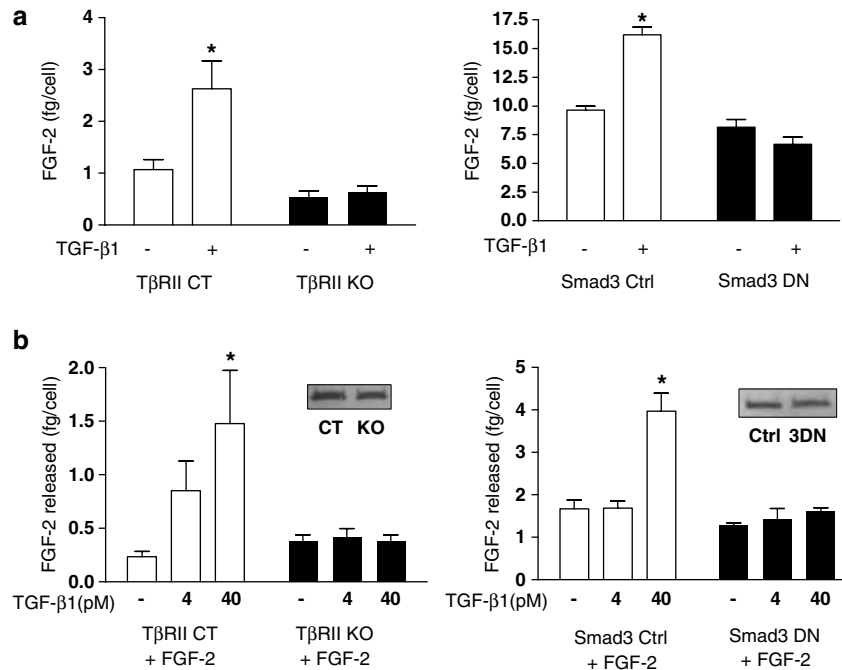 a
FGF-2 (fg/cell)
4
3
2
1
0
*
TGF-β1
- + - +
TβRII CT TβRII KO
FGF-2 (fg/cell)
17.5
15.0
12.5
10.0
7.5
5.0
2.5
0.0
*
TGF-β1
- + - +
Smad3 Ctrl Smad3 DN
b
FGF-2 released (fg/cell)
2.0
1.5
1.0
0.5
0.0
*
CT KO
TGF-β1(pM) - 4 40 - 4 40
TβRII CT TβRII KO
+ FGF-2 + FGF-2
FGF-2 released (fg/cell)
5
4
3
2
1
0
*
Ctrl 3DN
TGF-β1(pM) - 4 40 - 4 40
Smad3 Ctrl Smad3 DN
+ FGF-2 + FGF-2